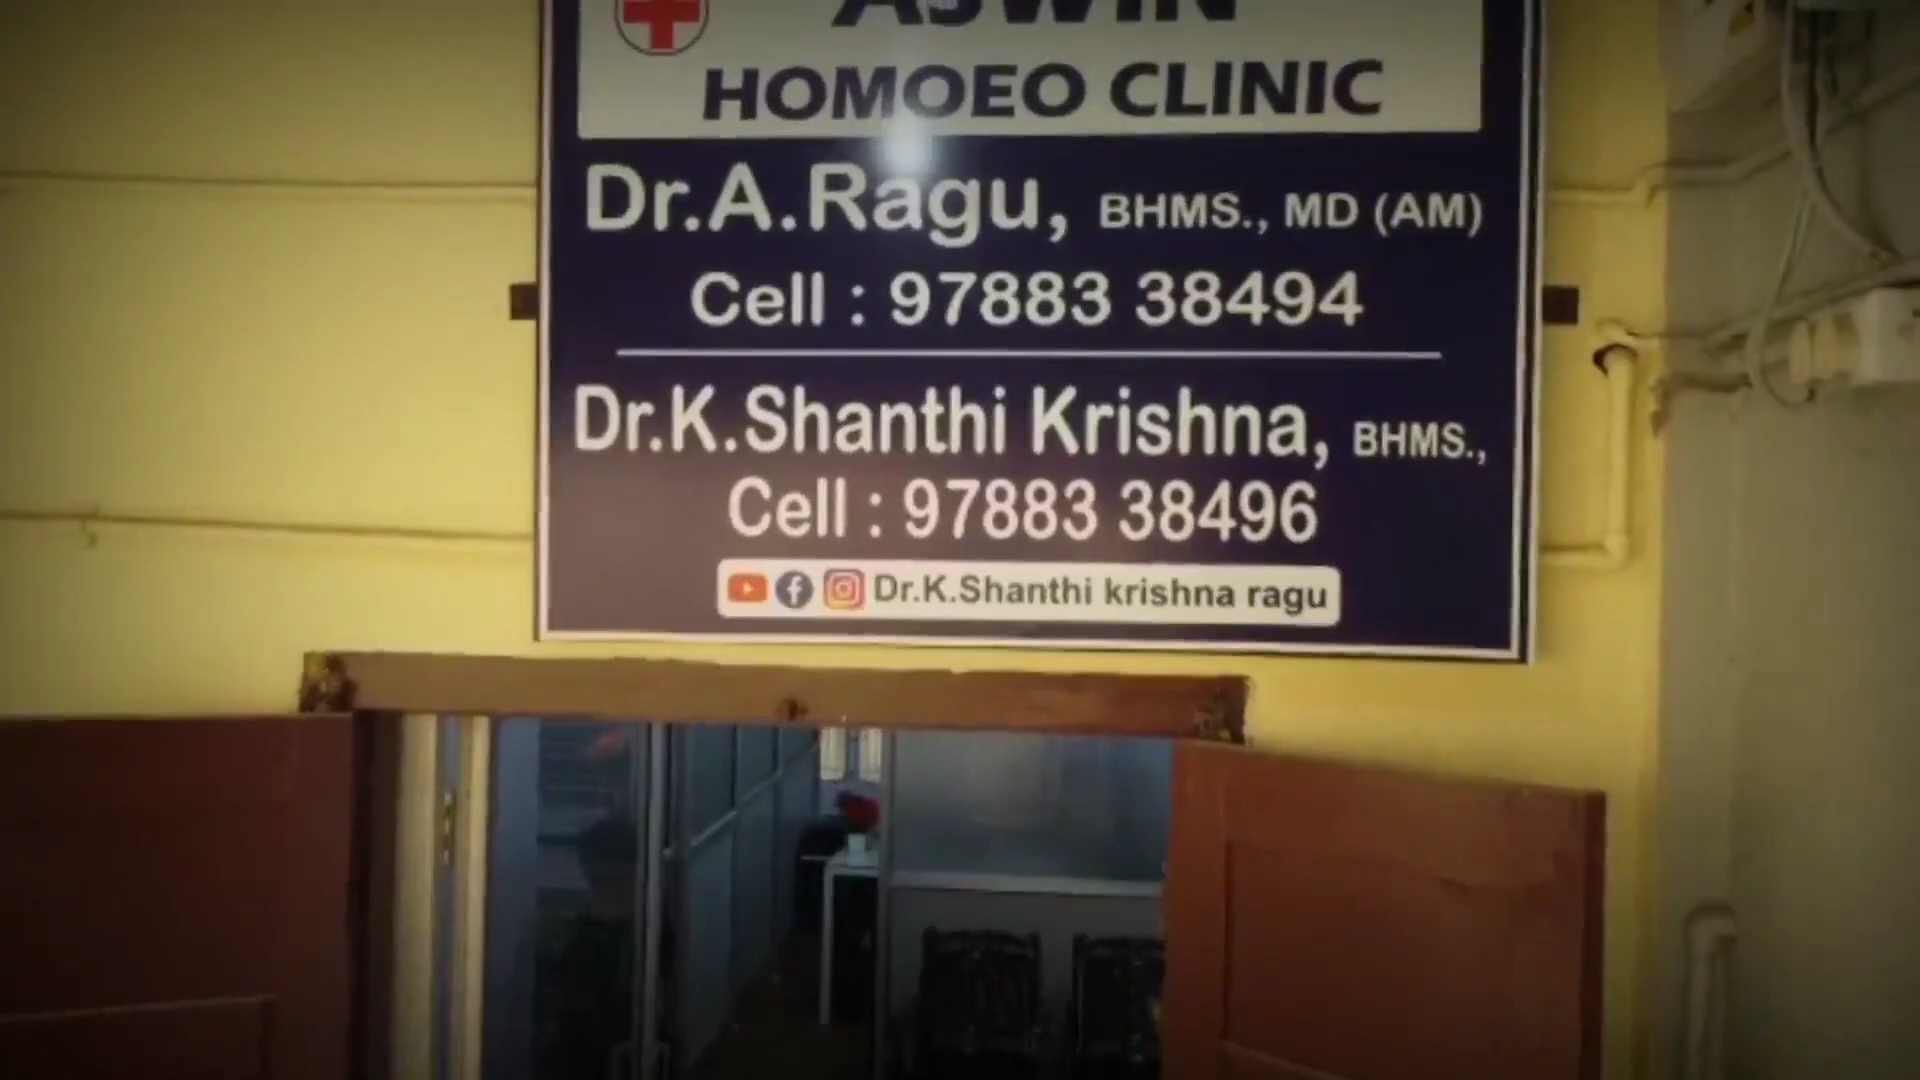 ASWIN
HOMOEO CLINIC
Dr.A.Ragu, BHMS., MD (AM)
Cell : 97883 38494
Dr.K.Shanthi Krishna, BHMS.,
Cell : 97883 38496
Dr.K.Shanthi krishna ragu